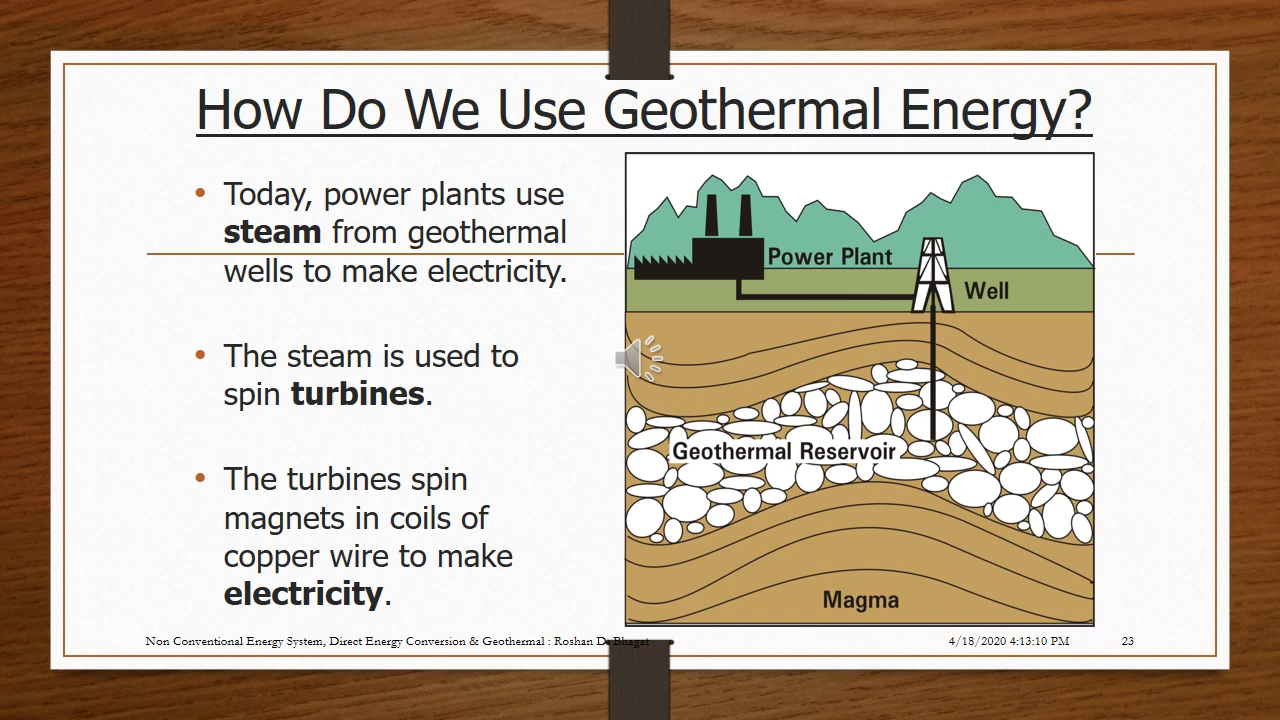 How Do We Use Geothermal Energy?
• Today, power plants use
steam from geothermal
wells to make electricity.
• The steam is used to
spin turbines.
• The turbines spin
magnets in coils of
copper wire to make
electricity.
Power Plant
Well
Geothermal Reservoir
Magma
Non Conventional Energy System, Direct Energy Conversion & Geothermal : Roshan D. Bhagat
4/18/2020 4:13:10 PM
23